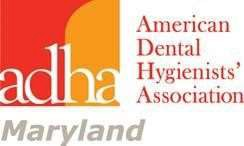 adha
American
Dental
Hygienists'
Association
Maryland